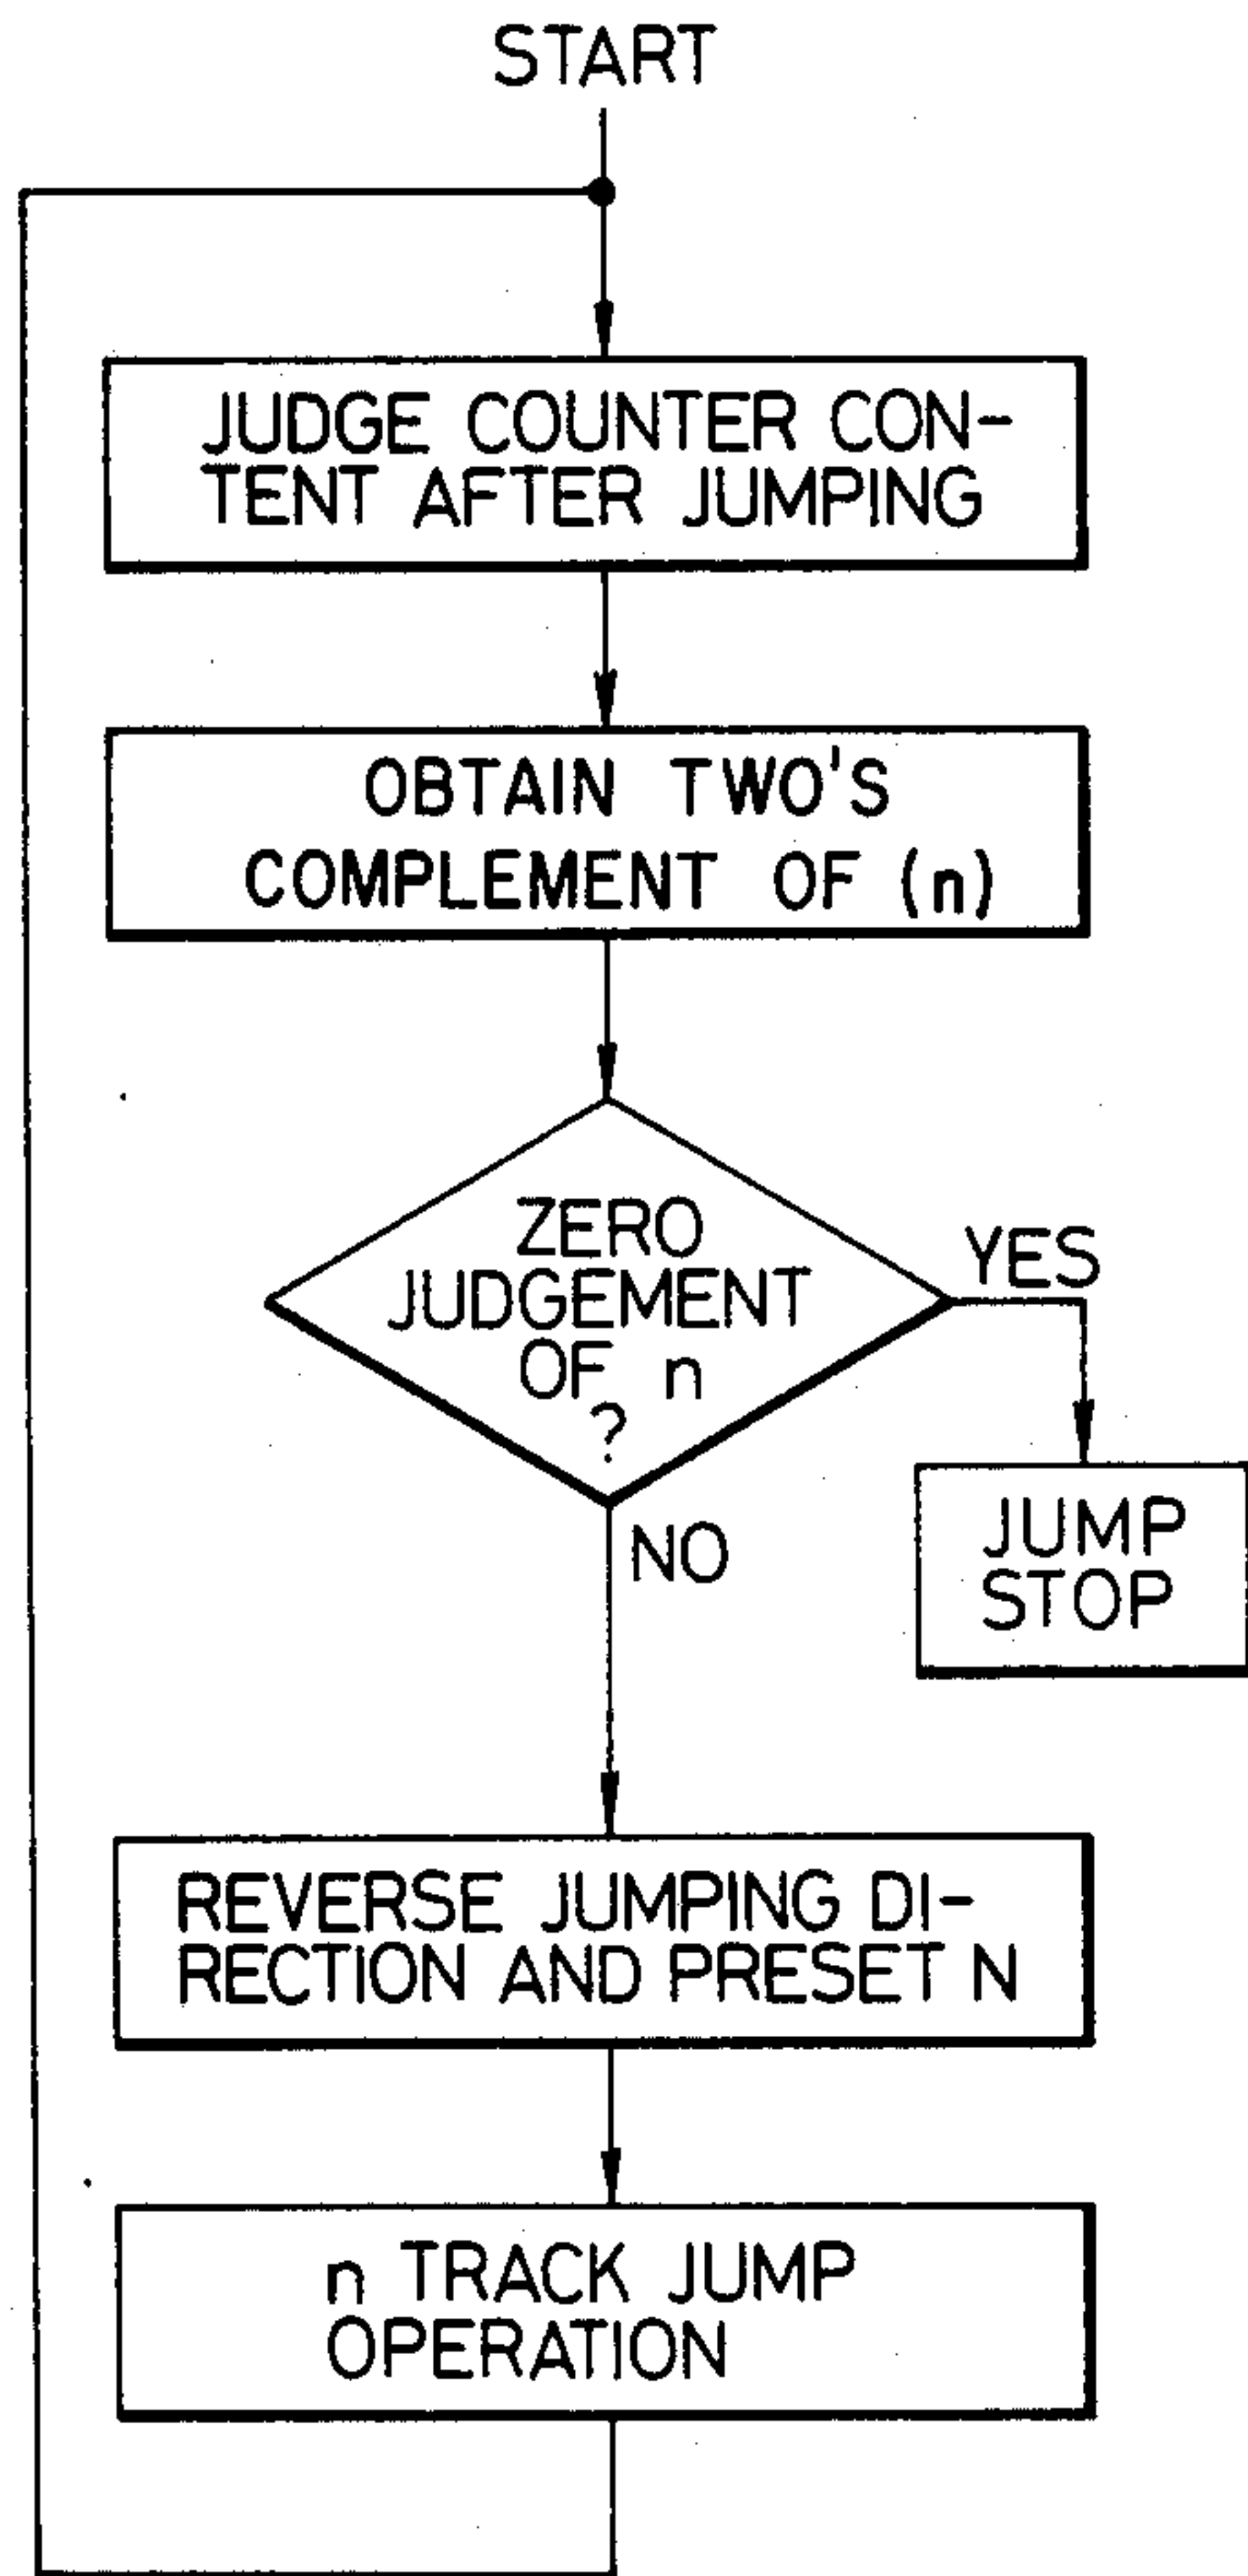 START
JUDGE COUNTER CON-
TENT AFTER JUMPING
OBTAIN TWO'S
COMPLEMENT OF (n)
ZERO
JUDGEMENT
OF n
?
YES
NO
JUMP
STOP
REVERSE JUMPING DI-
RECTION AND PRESET N
n TRACK JUMP
OPERATION